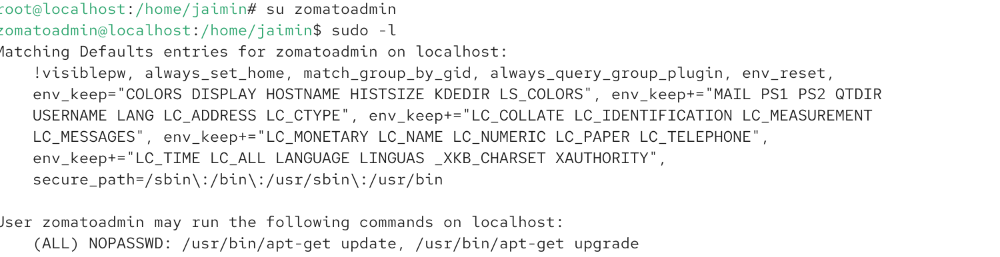 root@localhost:/home/jaimin# su zomatoadmin
zomatoadmin@localhost:/home/jaimin$ sudo -l
Matching Defaults entries for zomatoadmin on localhost:
    !visiblepw, always_set_home, match_group_by_gid, always_query_group_plugin, env_reset,
    env_keep="COLORS DISPLAY HOSTNAME HISTSIZE KDEDIR LS_COLORS", env_keep+="MAIL PS1 PS2 QTDIR
    USERNAME LANG LC_ADDRESS LC_CTYPE", env_keep+="LC_COLLATE LC_IDENTIFICATION LC_MEASUREMENT
    LC_MESSAGES", env_keep+="LC_MONETARY LC_NAME LC_NUMERIC LC_PAPER LC_TELEPHONE",
    env_keep+="LC_TIME LC_ALL LANGUAGE LINGUAS _XKB_CHARSET XAUTHORITY",
    secure_path=/sbin\:/bin\:/usr/sbin\:/usr/bin

User zomatoadmin may run the following commands on localhost:
    (ALL) NOPASSWD: /usr/bin/apt-get update, /usr/bin/apt-get upgrade